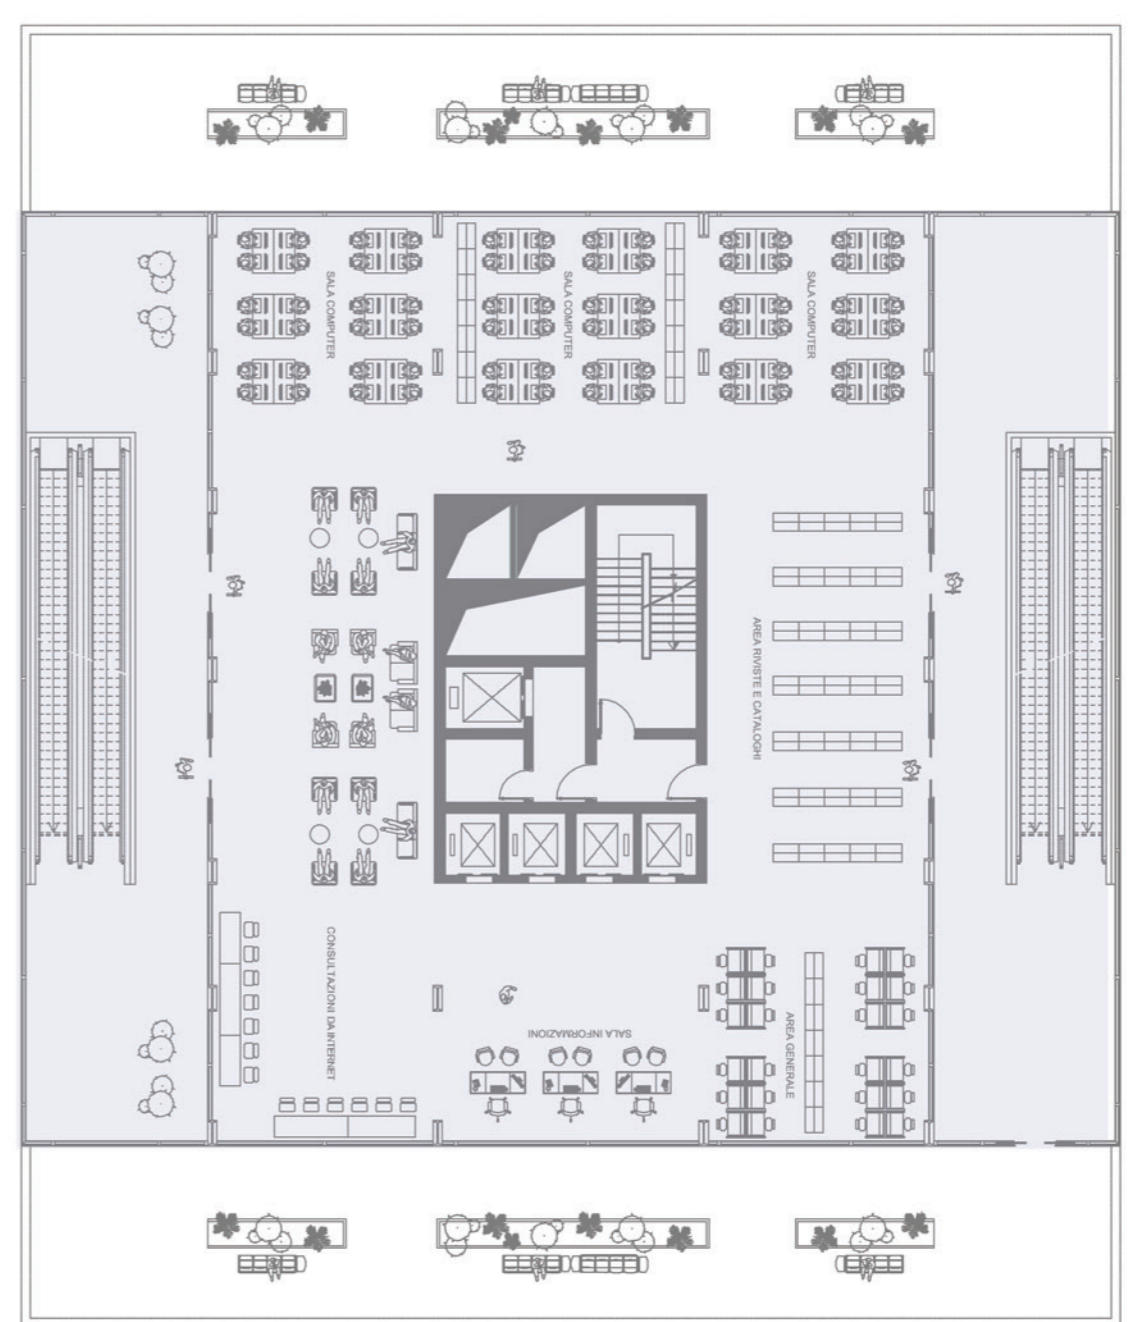 SALA COMPUTER
SALA COMPUTER
SALA COMPUTER
AREA RIVISTE E CATALOGHI
CONSULTAZIONI DA INTERNET
SALA INFORMAZIONI
AREA GENERALE